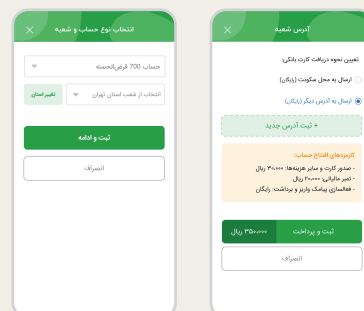 آدرس شعبه
تعیین نحوه دریافت کارت بانکی:
ارسال به محل سکونت (رایگان)
ارسال به آدرس دیگر (رایگان)
+ ثبت آدرس جدید
کارمزدهای افتتاح حساب:
- صدور کارت و سایر هزینه‌ها: ۳۰۰،۰۰۰ ریال
- تمبر مالیاتی: ۲۰،۰۰۰ ریال
- فعالسازی پیامک واریز و برداشت: رایگان
ثبت و پرداخت
۳۵۰،۰۰۰ ریال
انصراف
انتخاب نوع حساب و شعبه
حساب 700 قرض‌الحسنه
انتخاب از شعب استان تهران
تغییر استان
ثبت و ادامه
انصراف